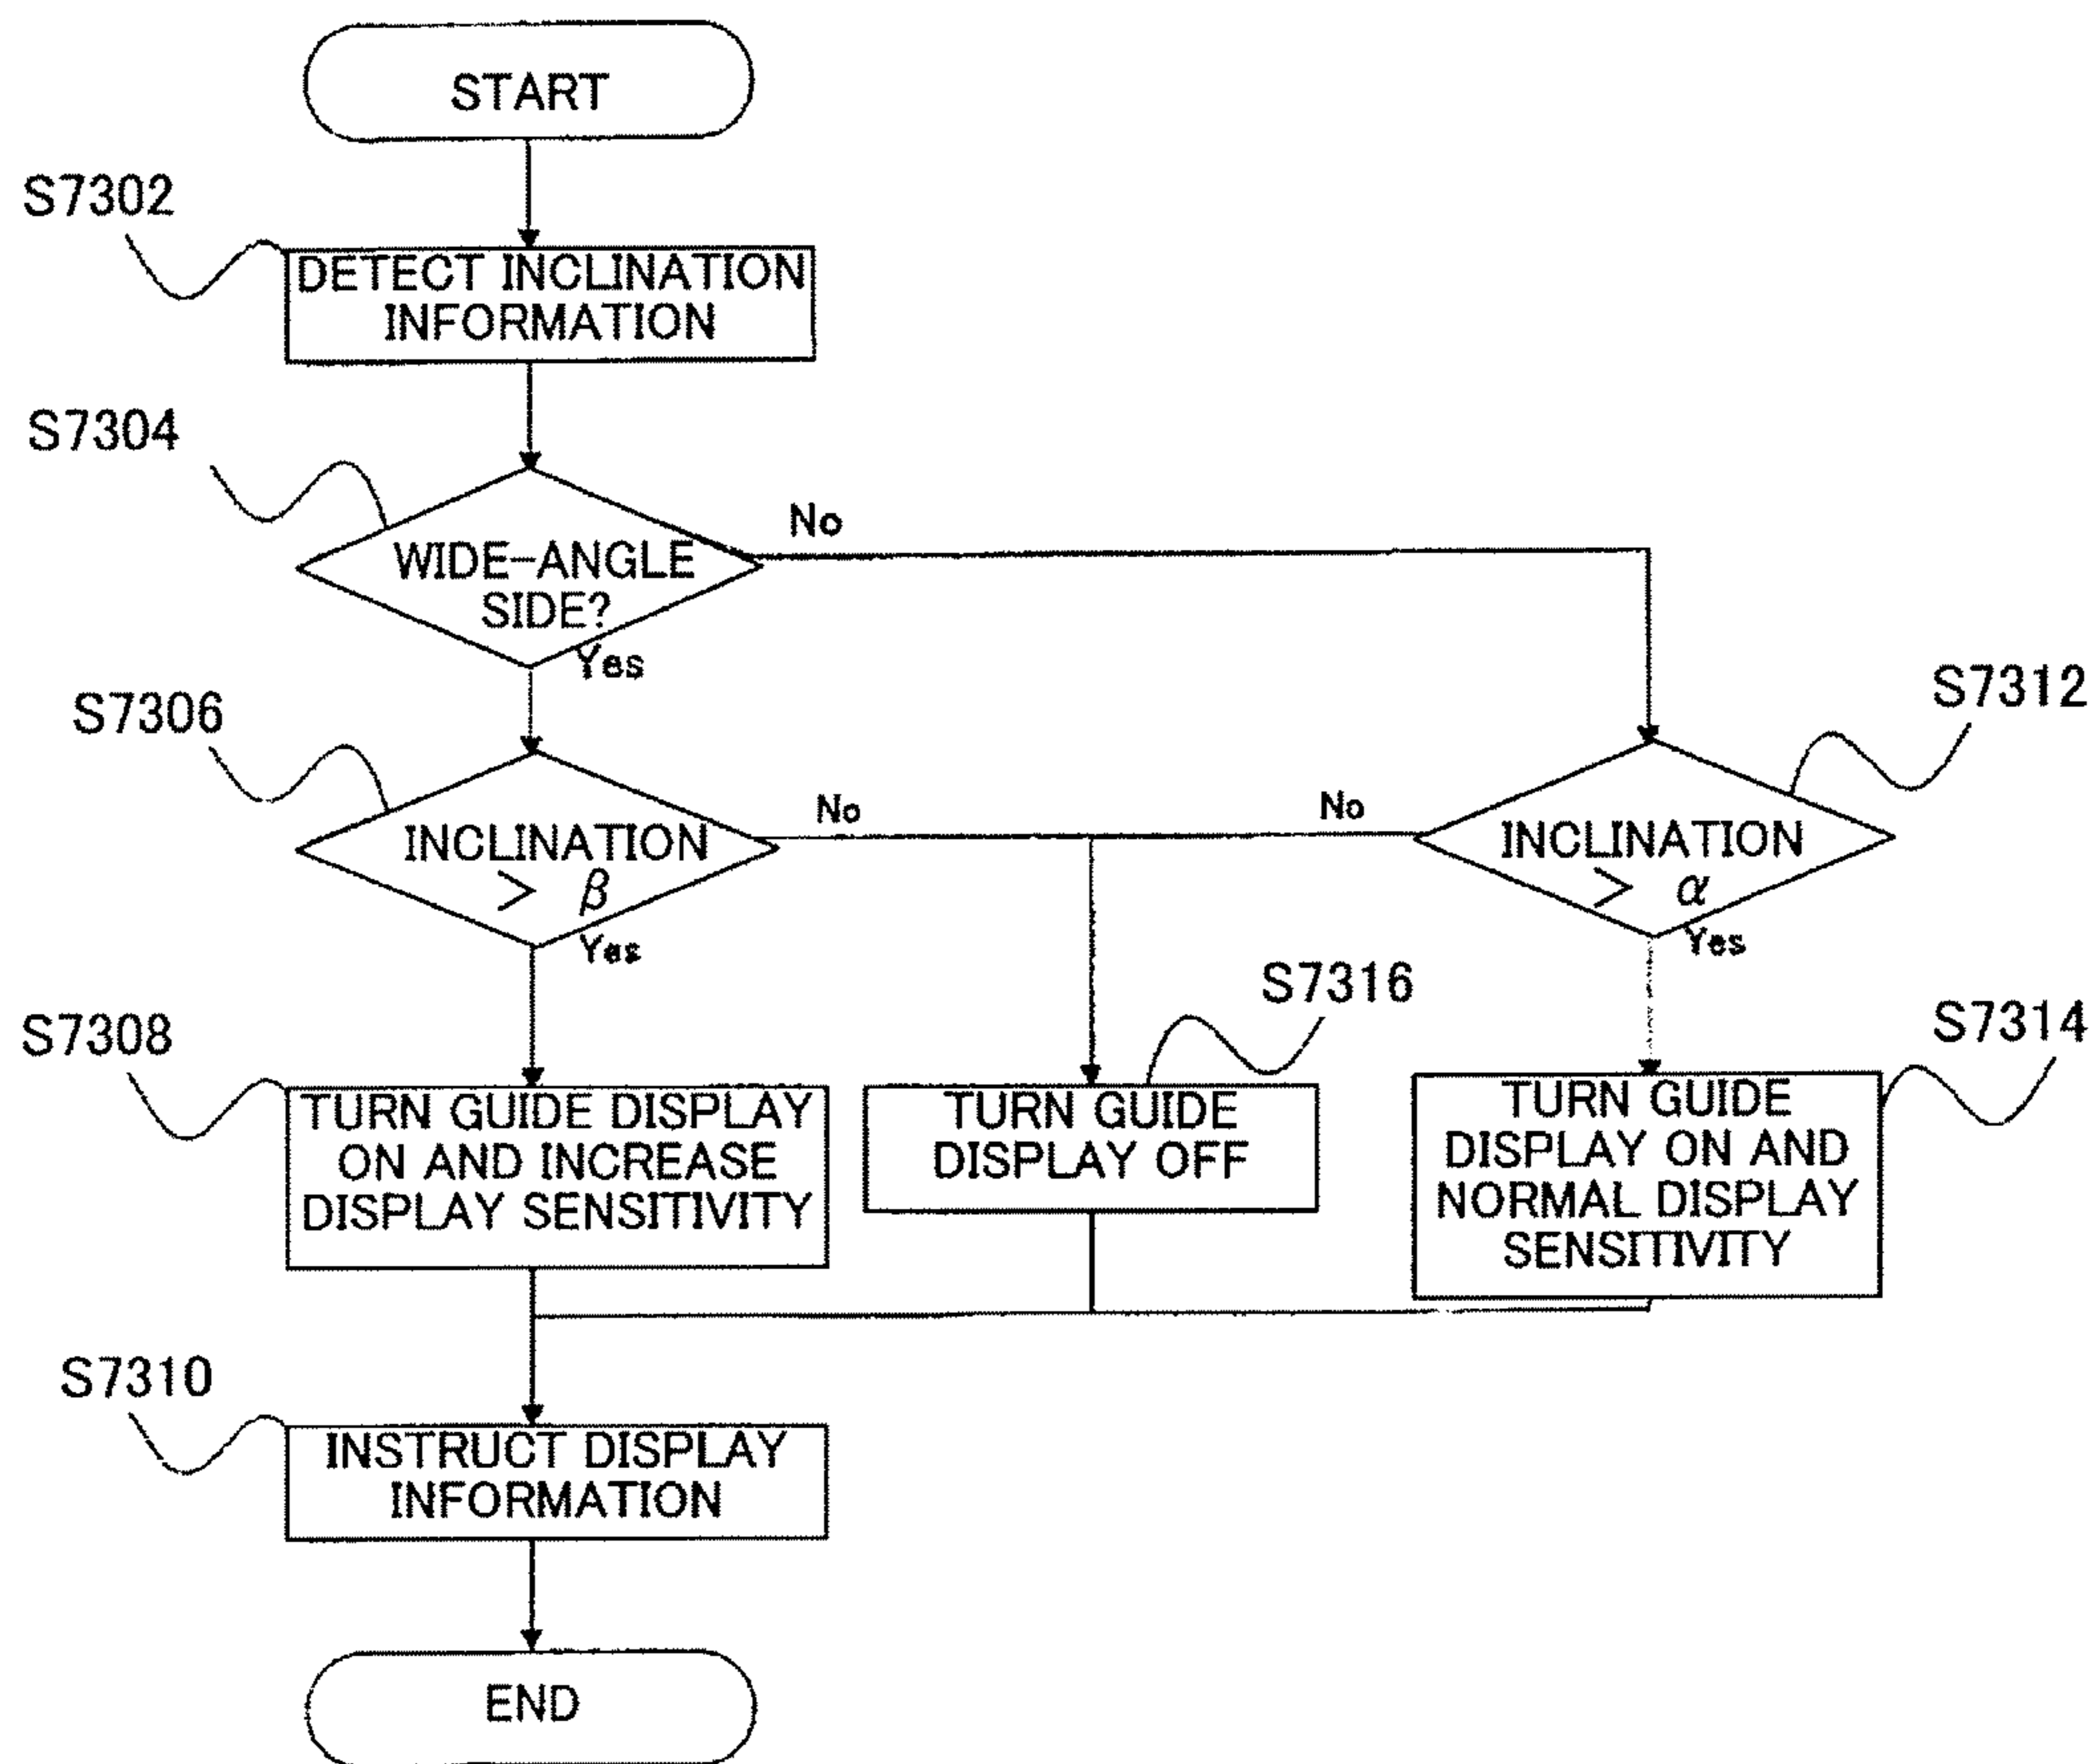 START
S7302
DETECT INCLINATION
INFORMATION
S7304
No
WIDE-ANGLE
SIDE?
Yes
S7306
S7312
No
No
INCLINATION
> β
Yes
INCLINATION
> α
Yes
S7308
S7316
S7314
TURN GUIDE DISPLAY
ON AND INCREASE
DISPLAY SENSITIVITY
TURN GUIDE
DISPLAY OFF
TURN GUIDE
DISPLAY ON AND
NORMAL DISPLAY
SENSITIVITY
S7310
INSTRUCT DISPLAY
INFORMATION
END